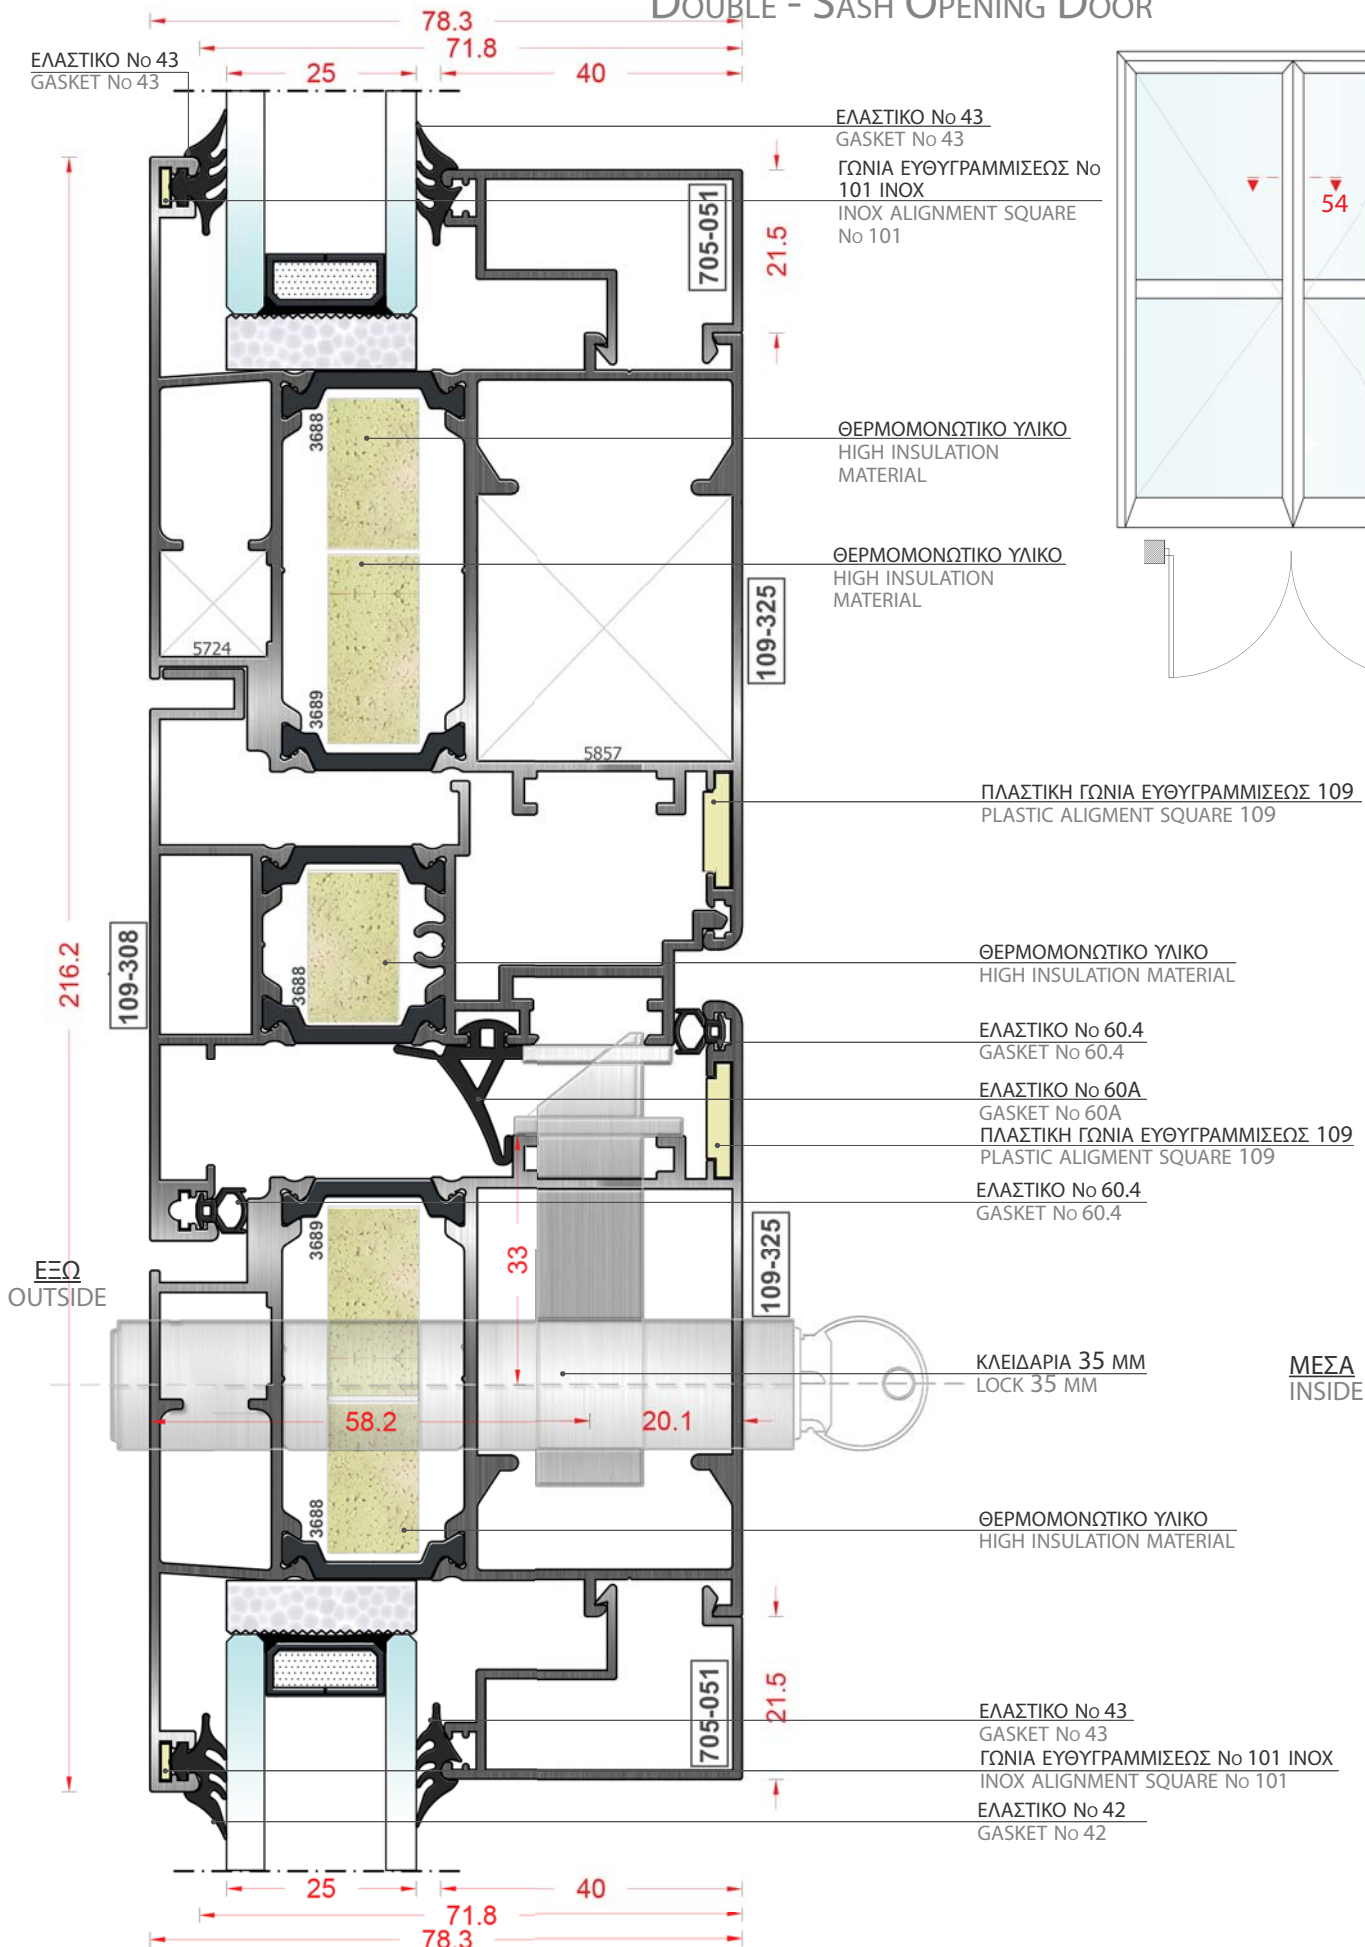 DOUBLE - SASH OPENING DOOR
78.3
71.8
25
40
ΕΛΑΣΤΙΚΟ No 43
GASKET No 43
ΕΛΑΣΤΙΚΟ No 43
GASKET No 43
ΓΩΝΙΑ ΕΥΘΥΓΡΑΜΜΙΣΕΩΣ No
101 INOX
INOX ALIGNMENT SQUARE
No 101
54
705-051
21.5
3688
ΘΕΡΜΟΜΟΝΩΤΙΚΟ ΥΛΙΚΟ
HIGH INSULATION
MATERIAL
ΘΕΡΜΟΜΟΝΩΤΙΚΟ ΥΛΙΚΟ
HIGH INSULATION
MATERIAL
109-325
5724
3689
5857
ΠΛΑΣΤΙΚΗ ΓΩΝΙΑ ΕΥΘΥΓΡΑΜΜΙΣΕΩΣ 109
PLASTIC ALIGMENT SQUARE 109
216.2
109-308
3688
ΘΕΡΜΟΜΟΝΩΤΙΚΟ ΥΛΙΚΟ
HIGH INSULATION MATERIAL
ΕΛΑΣΤΙΚΟ No 60.4
GASKET No 60.4
ΕΛΑΣΤΙΚΟ No 60A
GASKET No 60A
ΠΛΑΣΤΙΚΗ ΓΩΝΙΑ ΕΥΘΥΓΡΑΜΜΙΣΕΩΣ 109
PLASTIC ALIGMENT SQUARE 109
ΕΛΑΣΤΙΚΟ No 60.4
GASKET No 60.4
3689
33
109-325
ΕΞΩ
OUTSIDE
ΚΛΕΙΔΑΡΙΑ 35 MM
LOCK 35 MM
ΜΕΣΑ
INSIDE
58.2
20.1
3688
ΘΕΡΜΟΜΟΝΩΤΙΚΟ ΥΛΙΚΟ
HIGH INSULATION MATERIAL
705-051
21.5
ΕΛΑΣΤΙΚΟ No 43
GASKET No 43
ΓΩΝΙΑ ΕΥΘΥΓΡΑΜΜΙΣΕΩΣ No 101 INOX
INOX ALIGNMENT SQUARE No 101
ΕΛΑΣΤΙΚΟ No 42
GASKET No 42
25
40
71.8
78.3